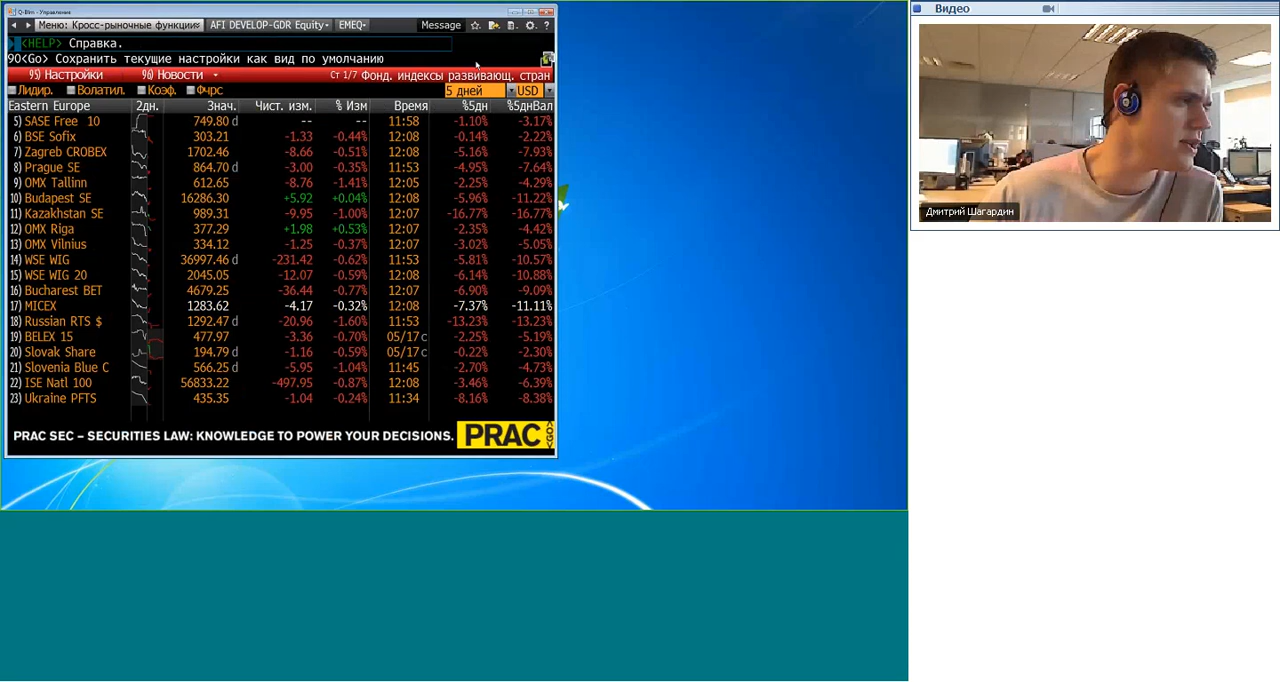 Q-Blm - Управление
Меню: Кросс-рыночные функции AFI DEVELOP-GDR Equity EMEQ Message ?
<HELP> Справка.
90<Go> Сохранить текущие настройки как вид по умолчанию
95) Настройки 96) Новости Ст 1/7 Фонд. индексы развивающ. стран
Лидир. Волатил. Коэф. Фчрс 5 дней USD
Eastern Europe 2дн. Знач. Чист. изм. % Изм Время %5дн %5днВал
5) SASE Free 10 749.80 d -- -- 11:58 -1.10% -3.17%
6) BSE Sofix 303.21 -1.33 -0.44% 12:08 -0.14% -2.22%
7) Zagreb CROBEX 1702.46 -8.66 -0.51% 12:08 -5.16% -7.93%
8) Prague SE 864.70 d -3.00 -0.35% 11:53 -4.95% -7.64%
9) OMX Tallinn 612.65 -8.76 -1.41% 12:05 -2.25% -4.29%
10) Budapest SE 16286.30 +5.92 +0.04% 12:08 -5.96% -11.22%
11) Kazakhstan SE 989.31 -9.95 -1.00% 12:07 -16.77% -16.77%
12) OMX Riga 377.29 +1.98 +0.53% 12:07 -2.35% -4.42%
13) OMX Vilnius 334.12 -1.25 -0.37% 12:07 -3.02% -5.05%
14) WSE WIG 36997.46 d -231.42 -0.62% 11:53 -5.81% -10.57%
15) WSE WIG 20 2045.05 -12.07 -0.59% 12:08 -6.14% -10.88%
16) Bucharest BET 4679.25 -36.44 -0.77% 12:08 -6.90% -9.09%
17) MICEX 1283.62 -4.17 -0.32% 12:08 -7.37% -11.11%
18) Russian RTS $ 1292.47 d -20.96 -1.60% 11:53 -13.23% -13.23%
19) BELEX 15 477.97 -3.36 -0.70% 05/17 c -2.25% -5.19%
20) Slovak Share 194.79 d -1.16 -0.59% 05/17 c -0.22% -2.30%
21) Slovenia Blue C 566.25 d -5.95 -1.04% 11:45 -2.70% -4.73%
22) ISE Natl 100 56833.22 -497.95 -0.87% 12:08 -3.46% -6.39%
23) Ukraine PFTS 435.35 -1.04 -0.24% 11:34 -8.16% -8.38%
PRAC SEC – SECURITIES LAW: KNOWLEDGE TO POWER YOUR DECISIONS. PRAC <GO>
Видео
Дмитрий Шагардин